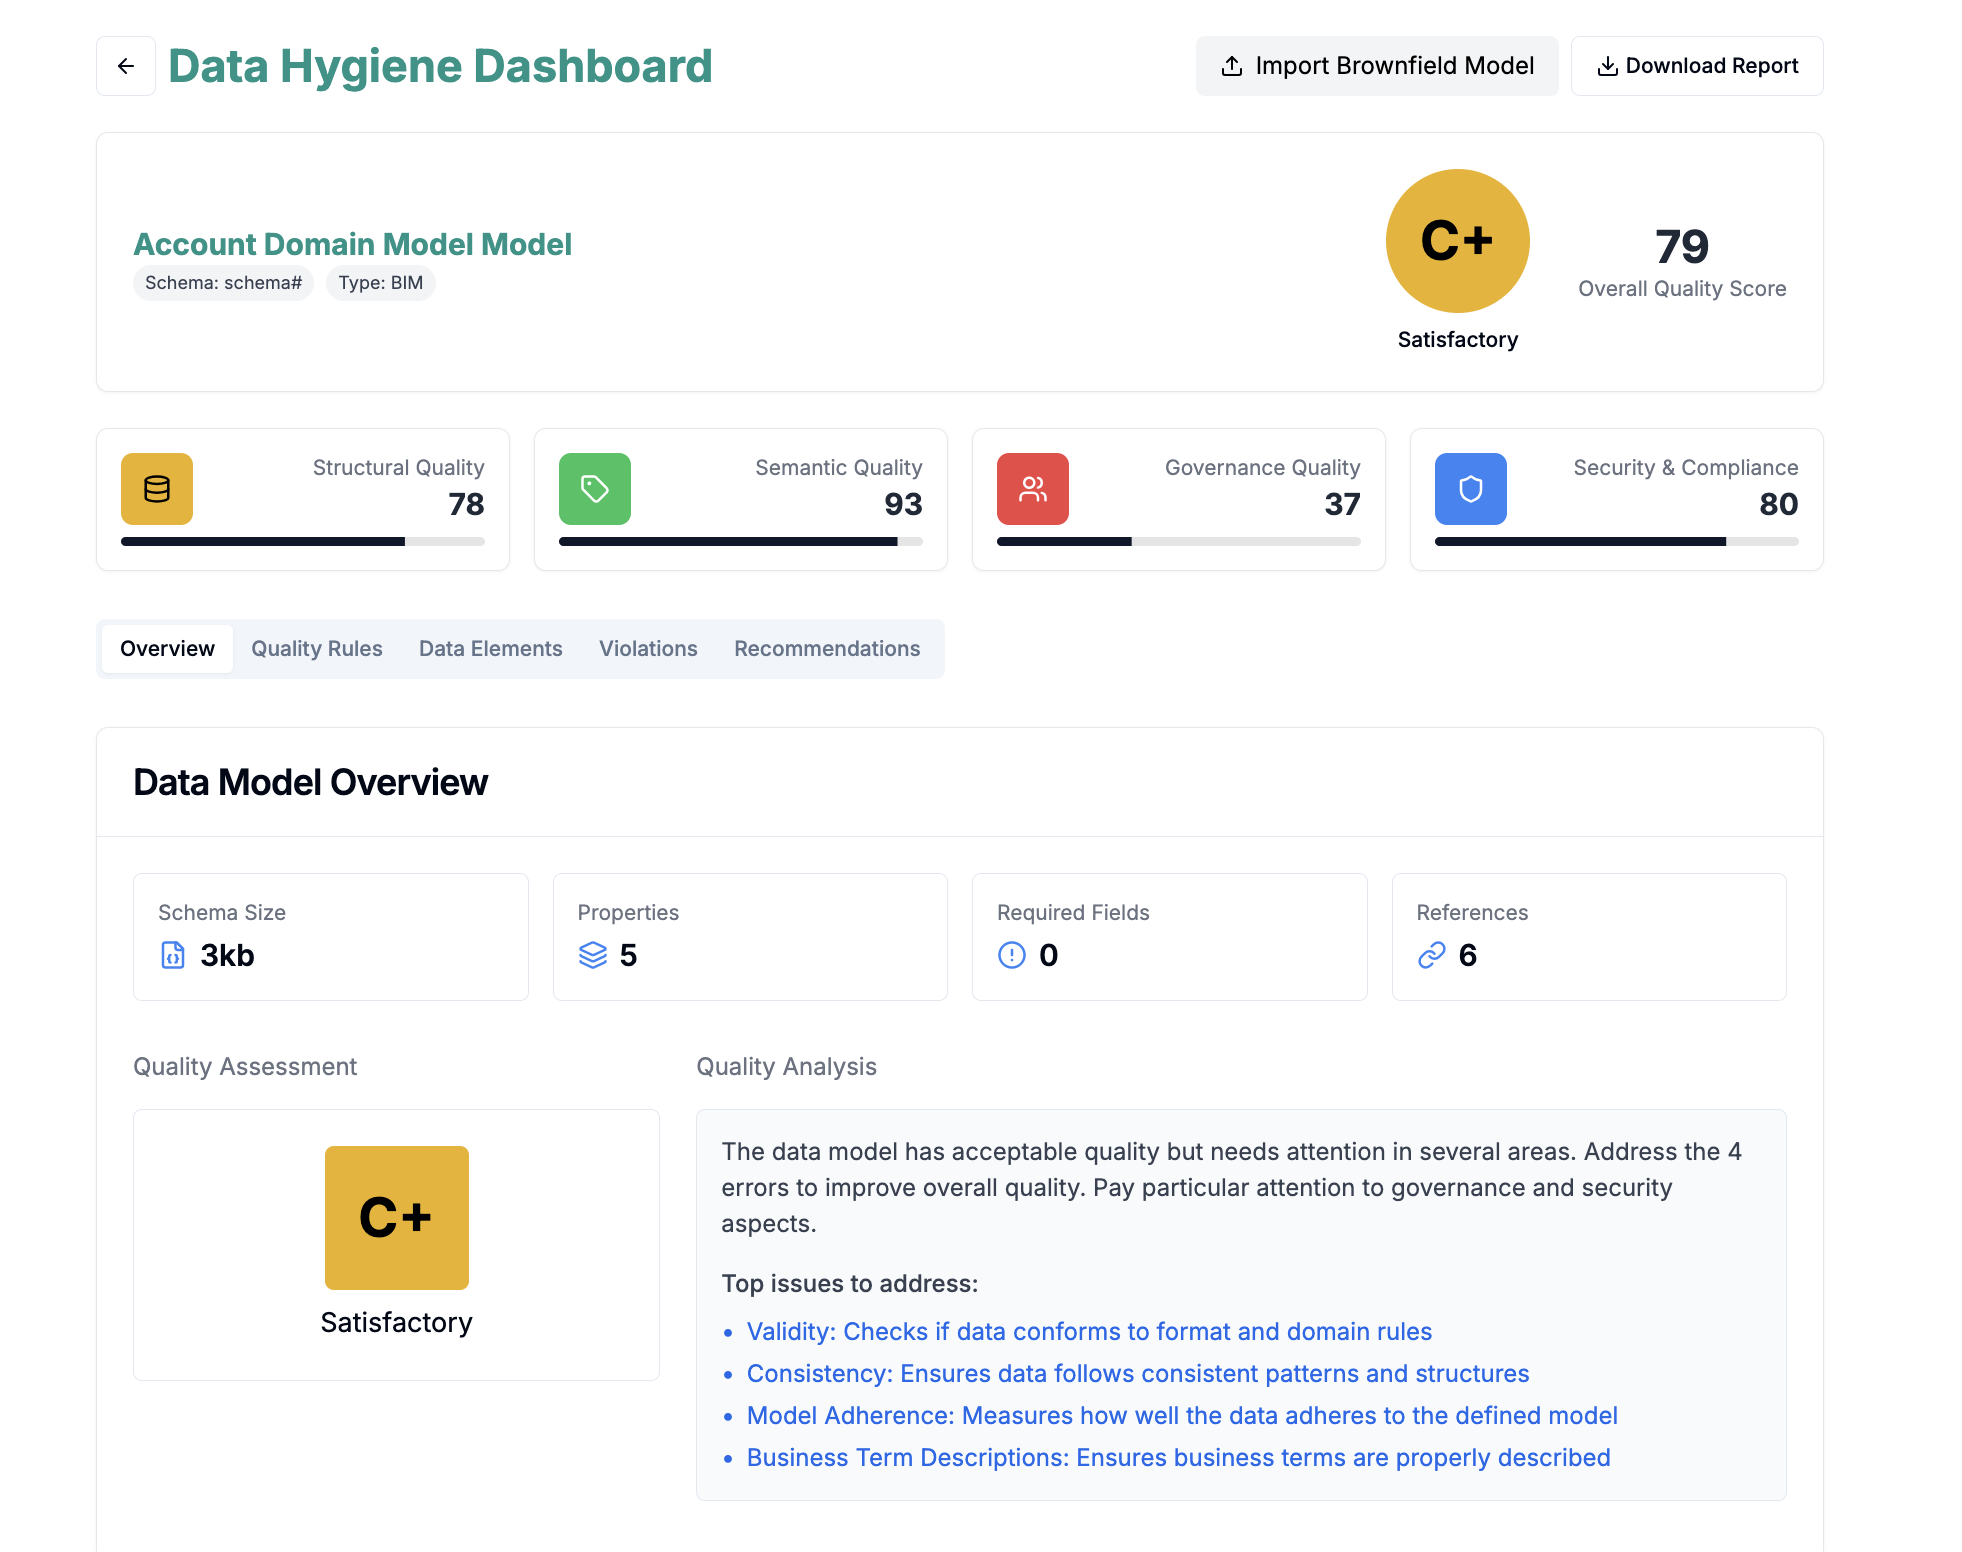 Data Hygiene Dashboard
Import Brownfield Model
Download Report
Account Domain Model Model
Schema: schema#
Type: BIM
C+
Satisfactory
79
Overall Quality Score
Structural Quality
78
Semantic Quality
93
Governance Quality
37
Security & Compliance
80
Overview
Quality Rules
Data Elements
Violations
Recommendations
Data Model Overview
Schema Size
3kb
Properties
5
Required Fields
0
References
6
Quality Assessment
C+
Satisfactory
Quality Analysis
The data model has acceptable quality but needs attention in several areas. Address the 4
errors to improve overall quality. Pay particular attention to governance and security
aspects.
Top issues to address:
• Validity: Checks if data conforms to format and domain rules
• Consistency: Ensures data follows consistent patterns and structures
• Model Adherence: Measures how well the data adheres to the defined model
• Business Term Descriptions: Ensures business terms are properly described